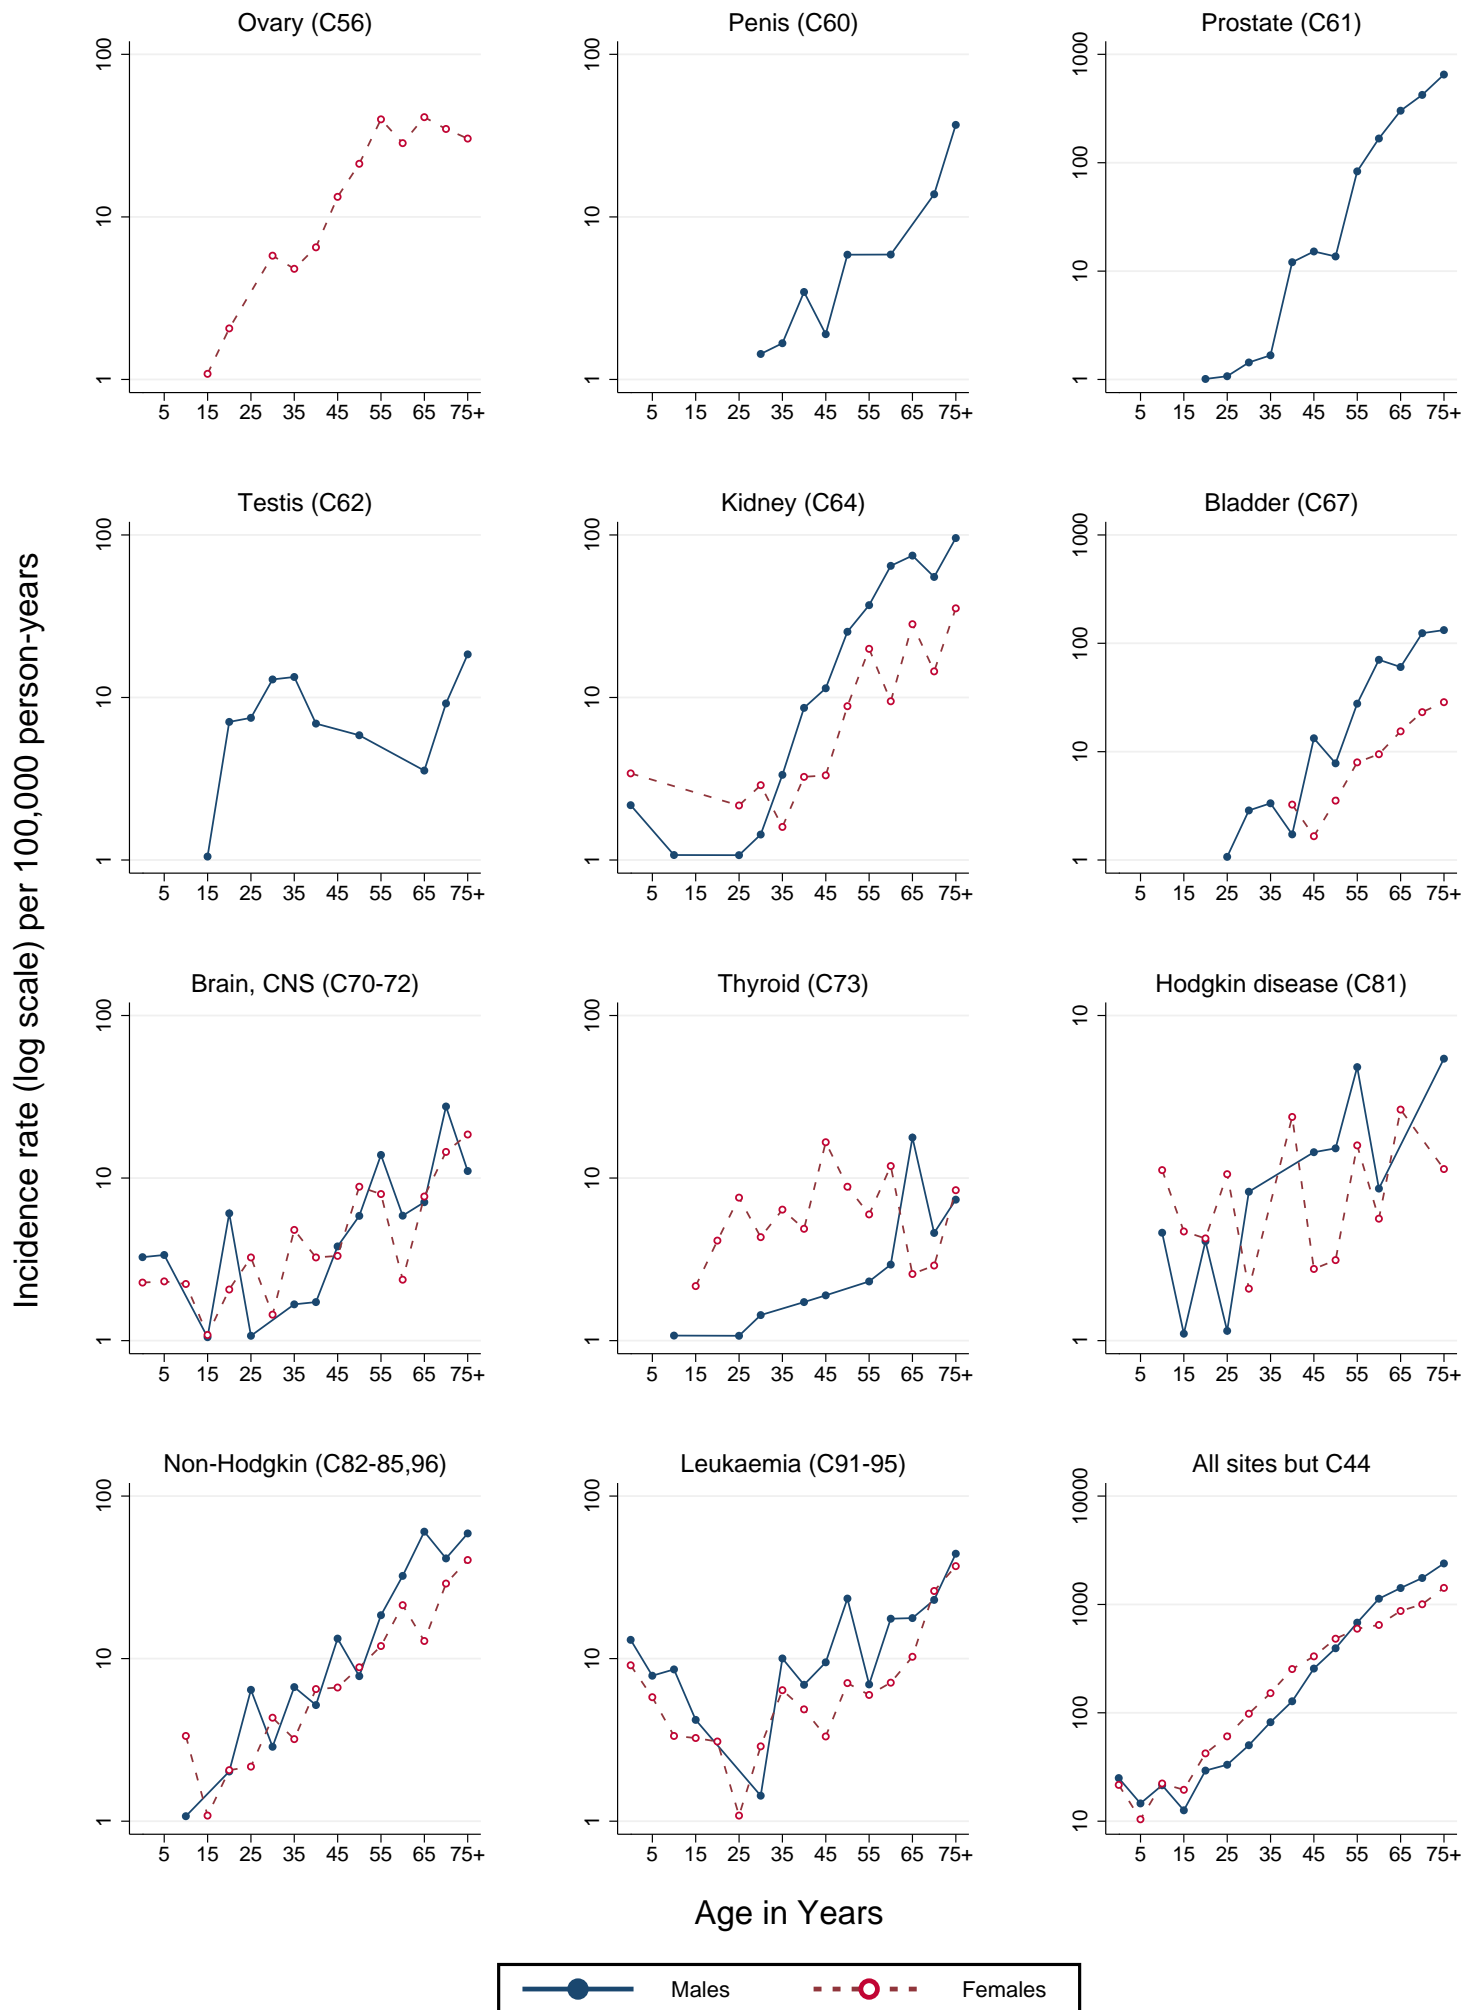 Incidence rate (log scale) per 100,000 person-years
Ovary (C56)
100
10
1
5 15 25 35 45 55 65 75+
Penis (C60)
100
10
1
5 15 25 35 45 55 65 75+
Prostate (C61)
1000
100
10
1
5 15 25 35 45 55 65 75+
Testis (C62)
100
10
1
5 15 25 35 45 55 65 75+
Kidney (C64)
100
10
1
5 15 25 35 45 55 65 75+
Bladder (C67)
1000
100
10
1
5 15 25 35 45 55 65 75+
Brain, CNS (C70-72)
100
10
1
5 15 25 35 45 55 65 75+
Thyroid (C73)
100
10
1
5 15 25 35 45 55 65 75+
Hodgkin disease (C81)
10
1
5 15 25 35 45 55 65 75+
Non-Hodgkin (C82-85,96)
100
10
1
5 15 25 35 45 55 65 75+
Leukaemia (C91-95)
100
10
1
5 15 25 35 45 55 65 75+
All sites but C44
10000
1000
100
10
5 15 25 35 45 55 65 75+
Age in Years
Males Females